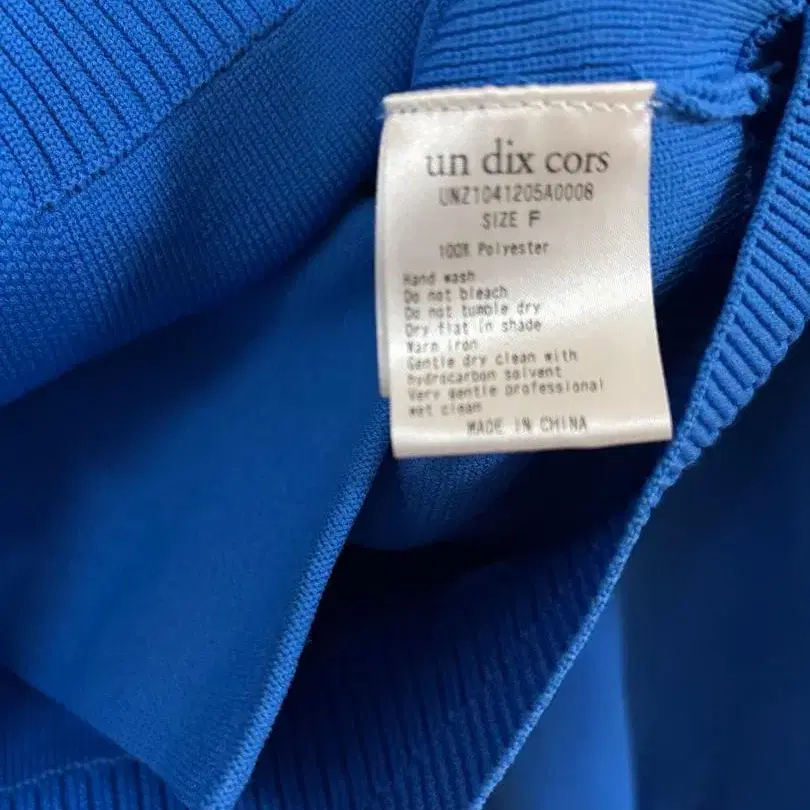 un dix cors
UNZ1041205A0008
SIZE F
100% Polyester
Hand wash
Do not bleach
Do not tumble dry
Dry flat in shade
Warm iron
Gentle dry clean with
hydrocarbon solvent
Very gentle professional
wet clean
MADE IN CHINA